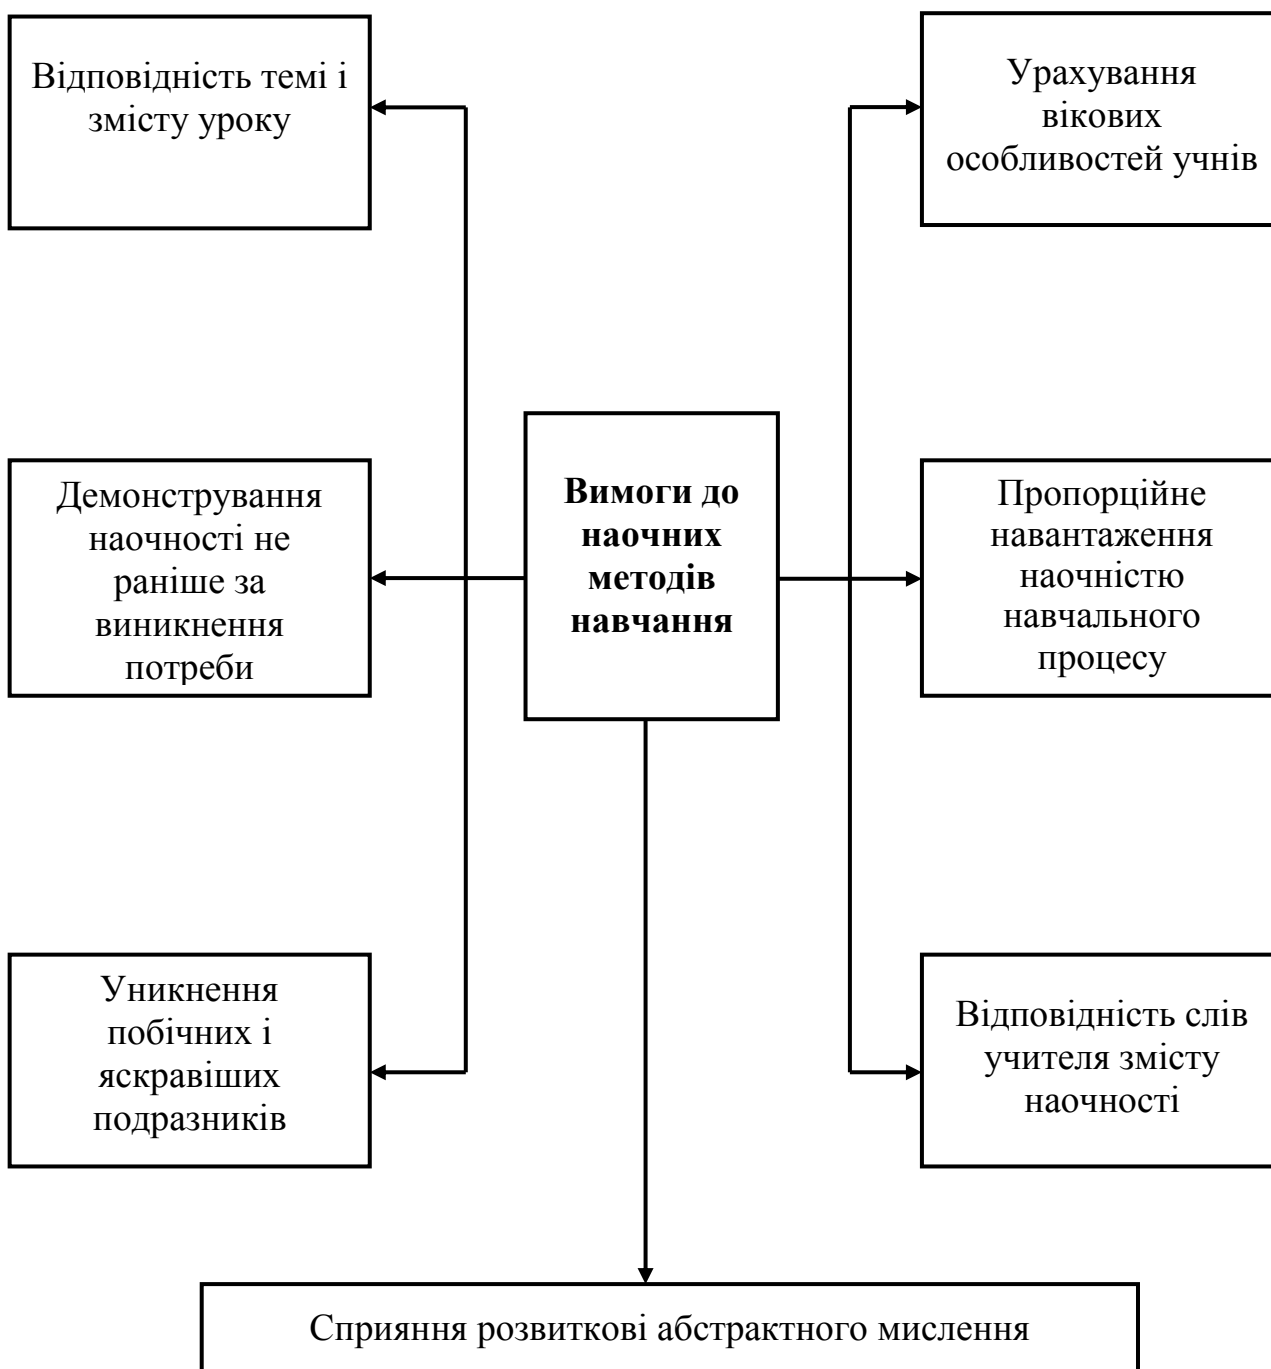 Відповідність темі і
змісту уроку
Урахування
вікових
особливостей учнів
Демонстрування
наочності не
раніше за
виникнення
потреби
Вимоги до
наочних
методів
навчання
Пропорційне
навантаження
наочністю
навчального
процесу
Уникнення
побічних і
яскравіших
подразників
Відповідність слів
учителя змісту
наочності
Сприяння розвиткові абстрактного мислення